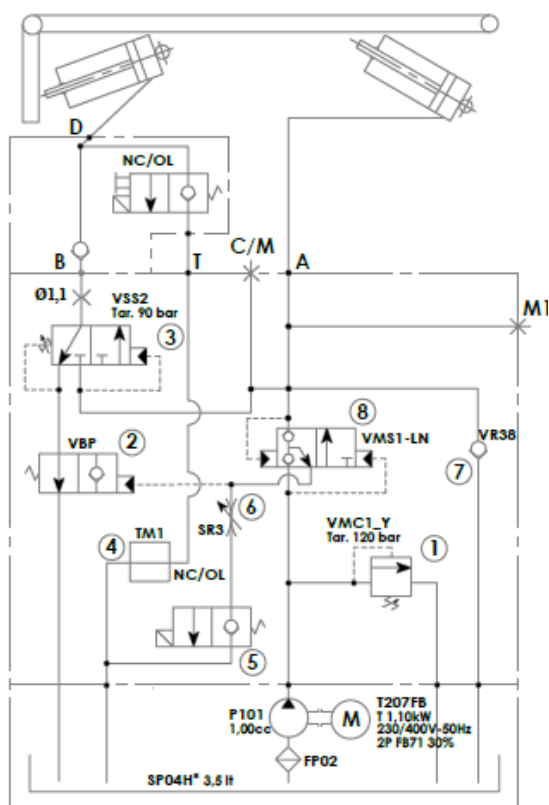 D
NC/OL
C/M
B
T
A
Ø1,1
VSS2
Tar. 90 bar
M1
3
8
VBP
2
VMS1-LN
VR38
7
6
SR3
4
TM1
NC/OL
VMC1_Y
Tar. 120 bar
1
5
P101
1,00cc
M
T207FB
T 1,10kW
230/400V-50Hz
2P FB71 30%
FP02
SP04H* 3,5 lt